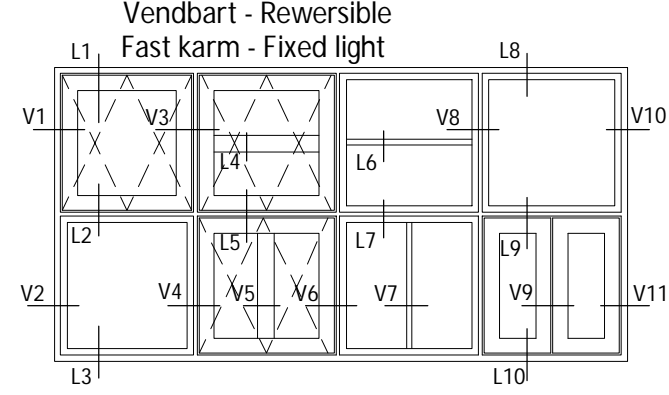 Vendbart - Rewersible
Fast karm - Fixed light
L1
L8
V1
V3
V8
V10
L4
L6
L2
L5
L7
L9
V2
V4
V5
V6
V7
V9
V11
L3
L10